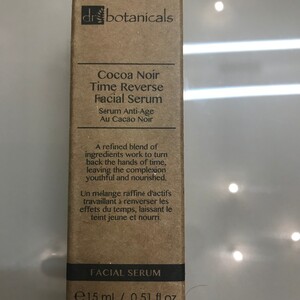 dr botanicals
Cocoa Noir
Time Reverse
Facial Serum
Sérum Anti-Age
Au Cacao Noir
A refined blend of
ingredients work to turn
back the hands of time,
leaving the complexion
youthful and nourished.
Un mélange raffiné d'actifs
travaillant à renverser les
effets du temps, laissant le
teint jeune et nourri.
FACIAL SERUM
e 15 ml / 0.51 fl oz